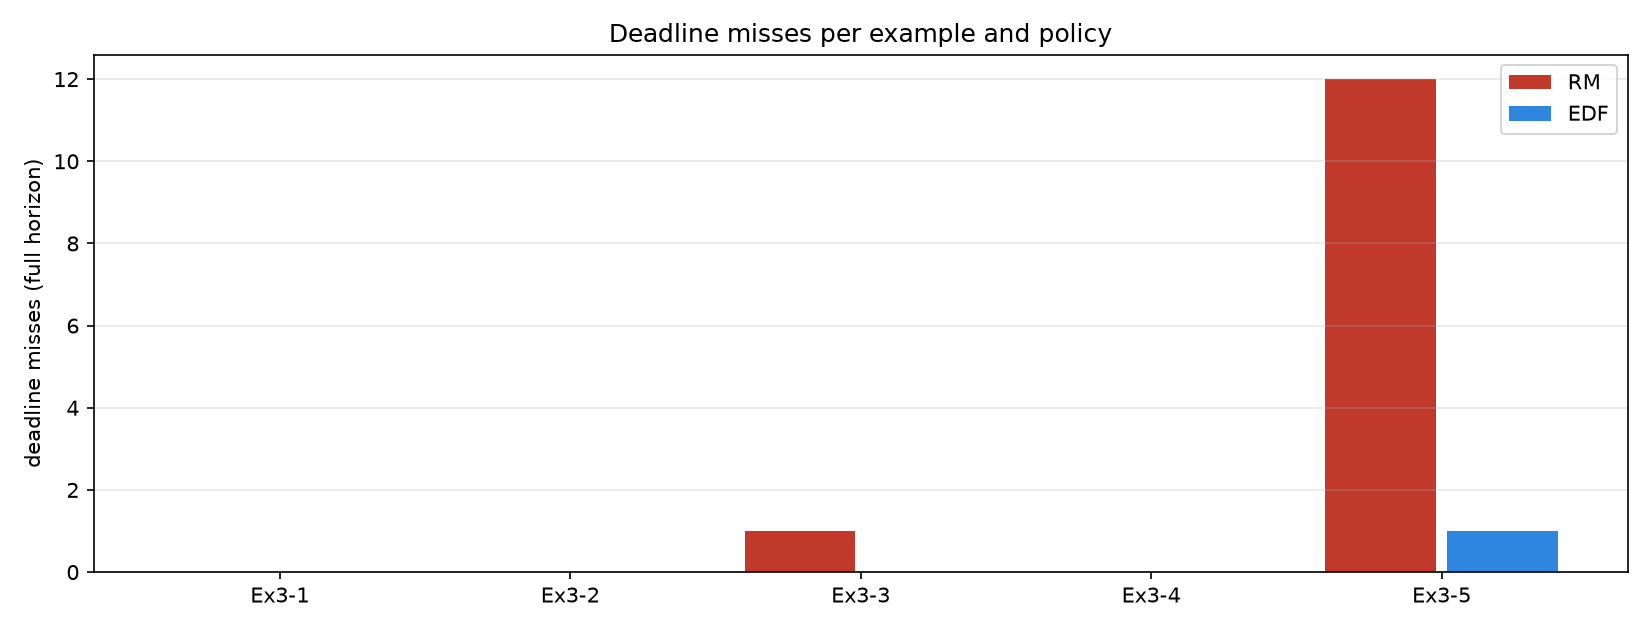 Deadline misses per example and policy
RM
EDF
deadline misses (full horizon)
12
10
8
6
4
2
0
Ex3-1
Ex3-2
Ex3-3
Ex3-4
Ex3-5